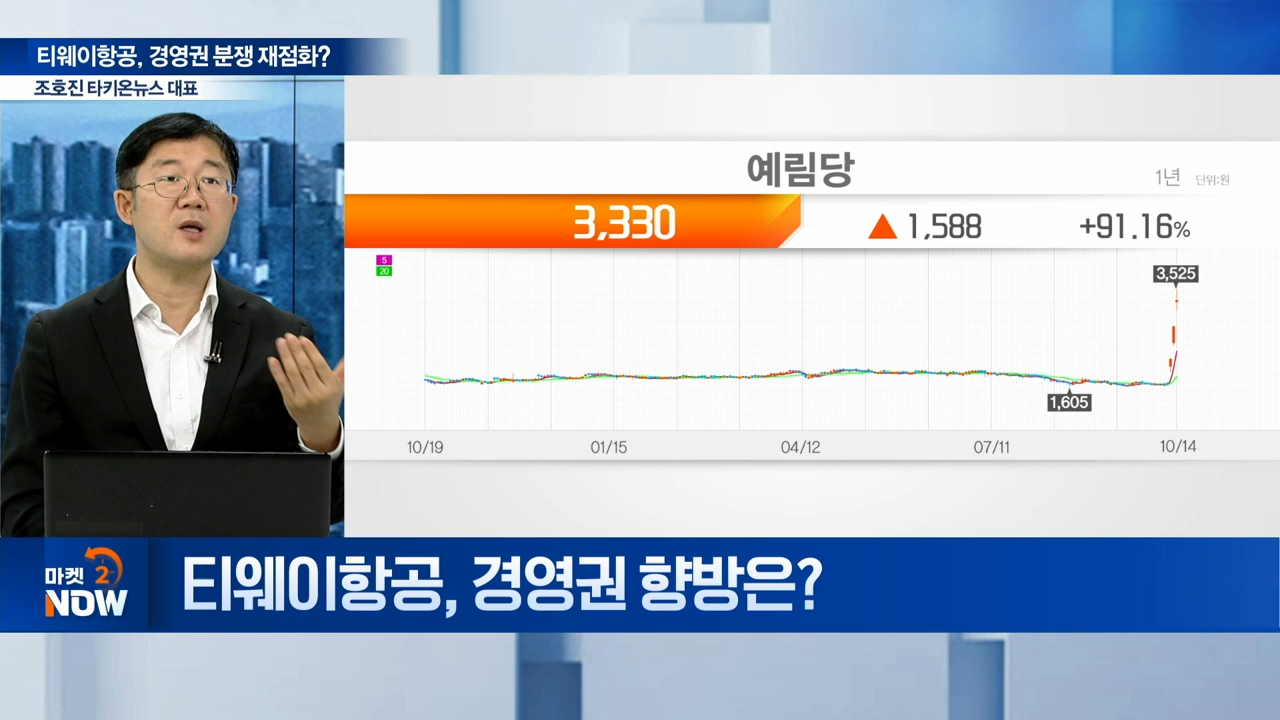 티웨이항공, 경영권 분쟁 재점화?
조호진 타키온뉴스 대표
예림당
1년 단위:원
3,330 ▲ 1,588 +91.16%
5
20
3,525
1,605
10/19 01/15 04/12 07/11 10/14
마켓 2
NOW
티웨이항공, 경영권 향방은?